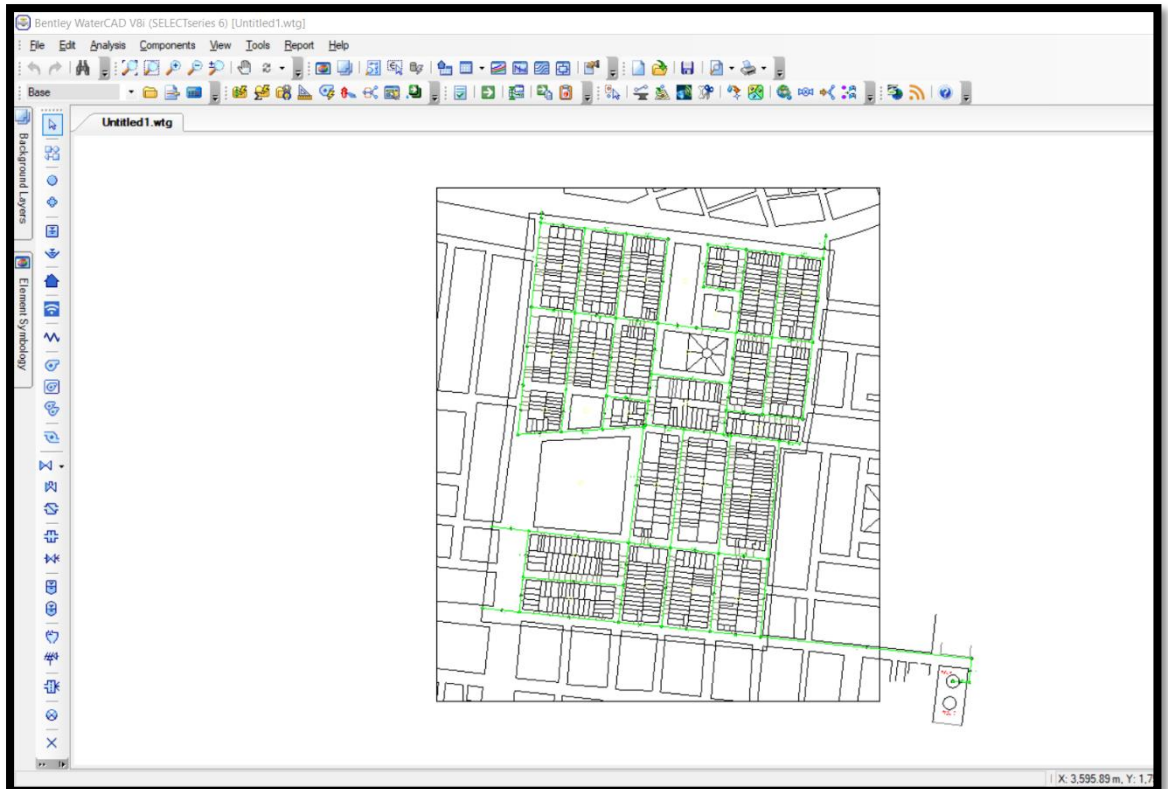 Bentley WaterCAD V8i (SELECTseries 6) [Untitled1.wtg]
File Edit Analysis Components View Tools Report Help
Base
Untitled1.wtg
Background Layers
Element Symbology
X: 3,595.89 m, Y: 1,7